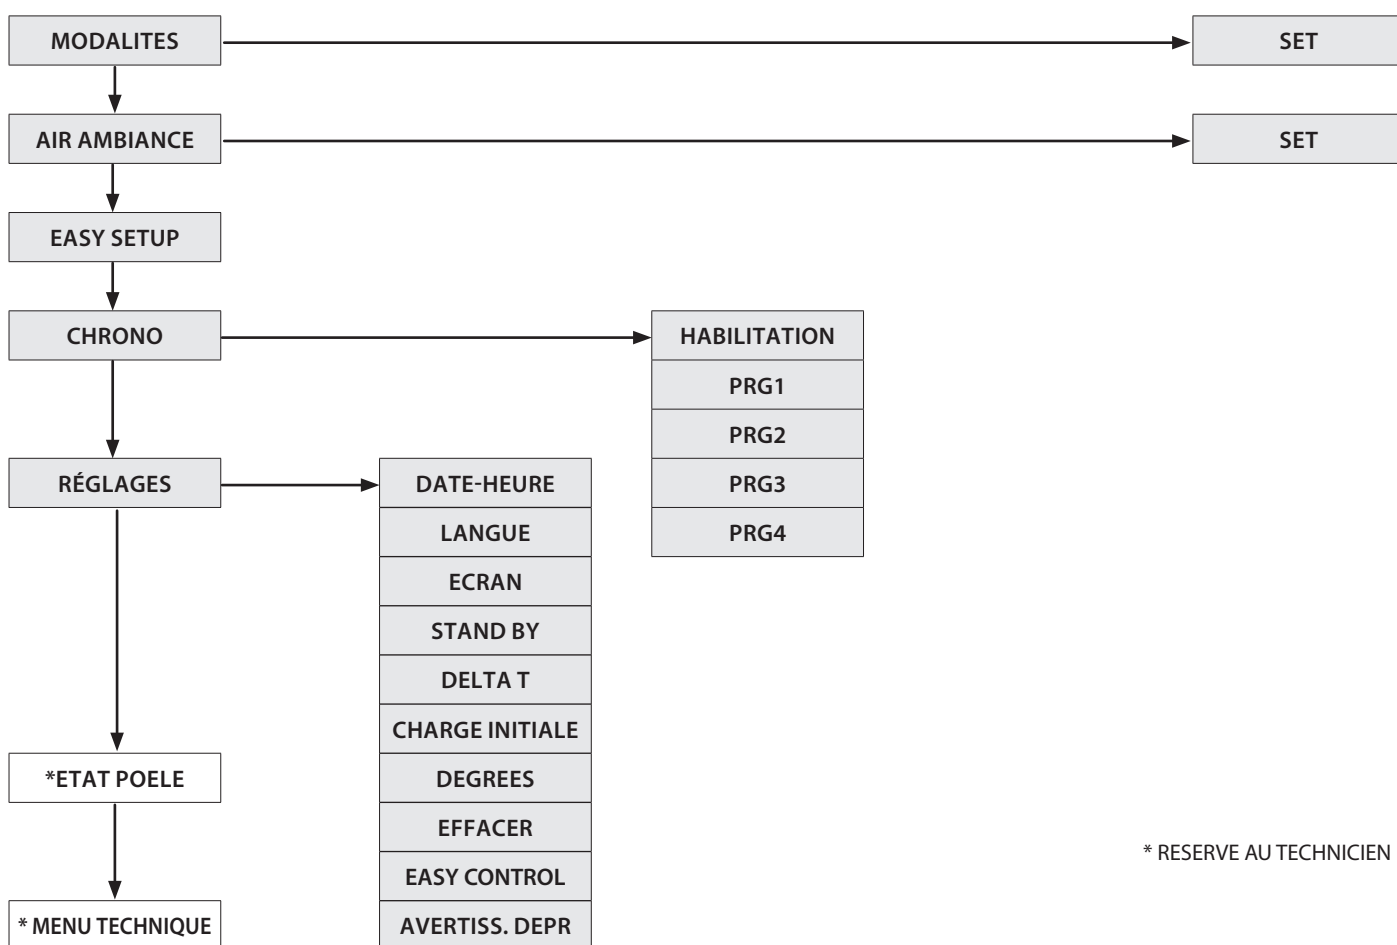 MODALITES
SET
AIR AMBIANCE
SET
EASY SETUP
CHRONO
HABILITATION
PRG1
PRG2
PRG3
PRG4
RÉGLAGES
DATE-HEURE
LANGUE
ECRAN
STAND BY
DELTA T
CHARGE INITIALE
DEGREES
EFFACER
EASY CONTROL
AVERTISS. DEPR
*ETAT POELE
* MENU TECHNIQUE
* RESERVE AU TECHNICIEN